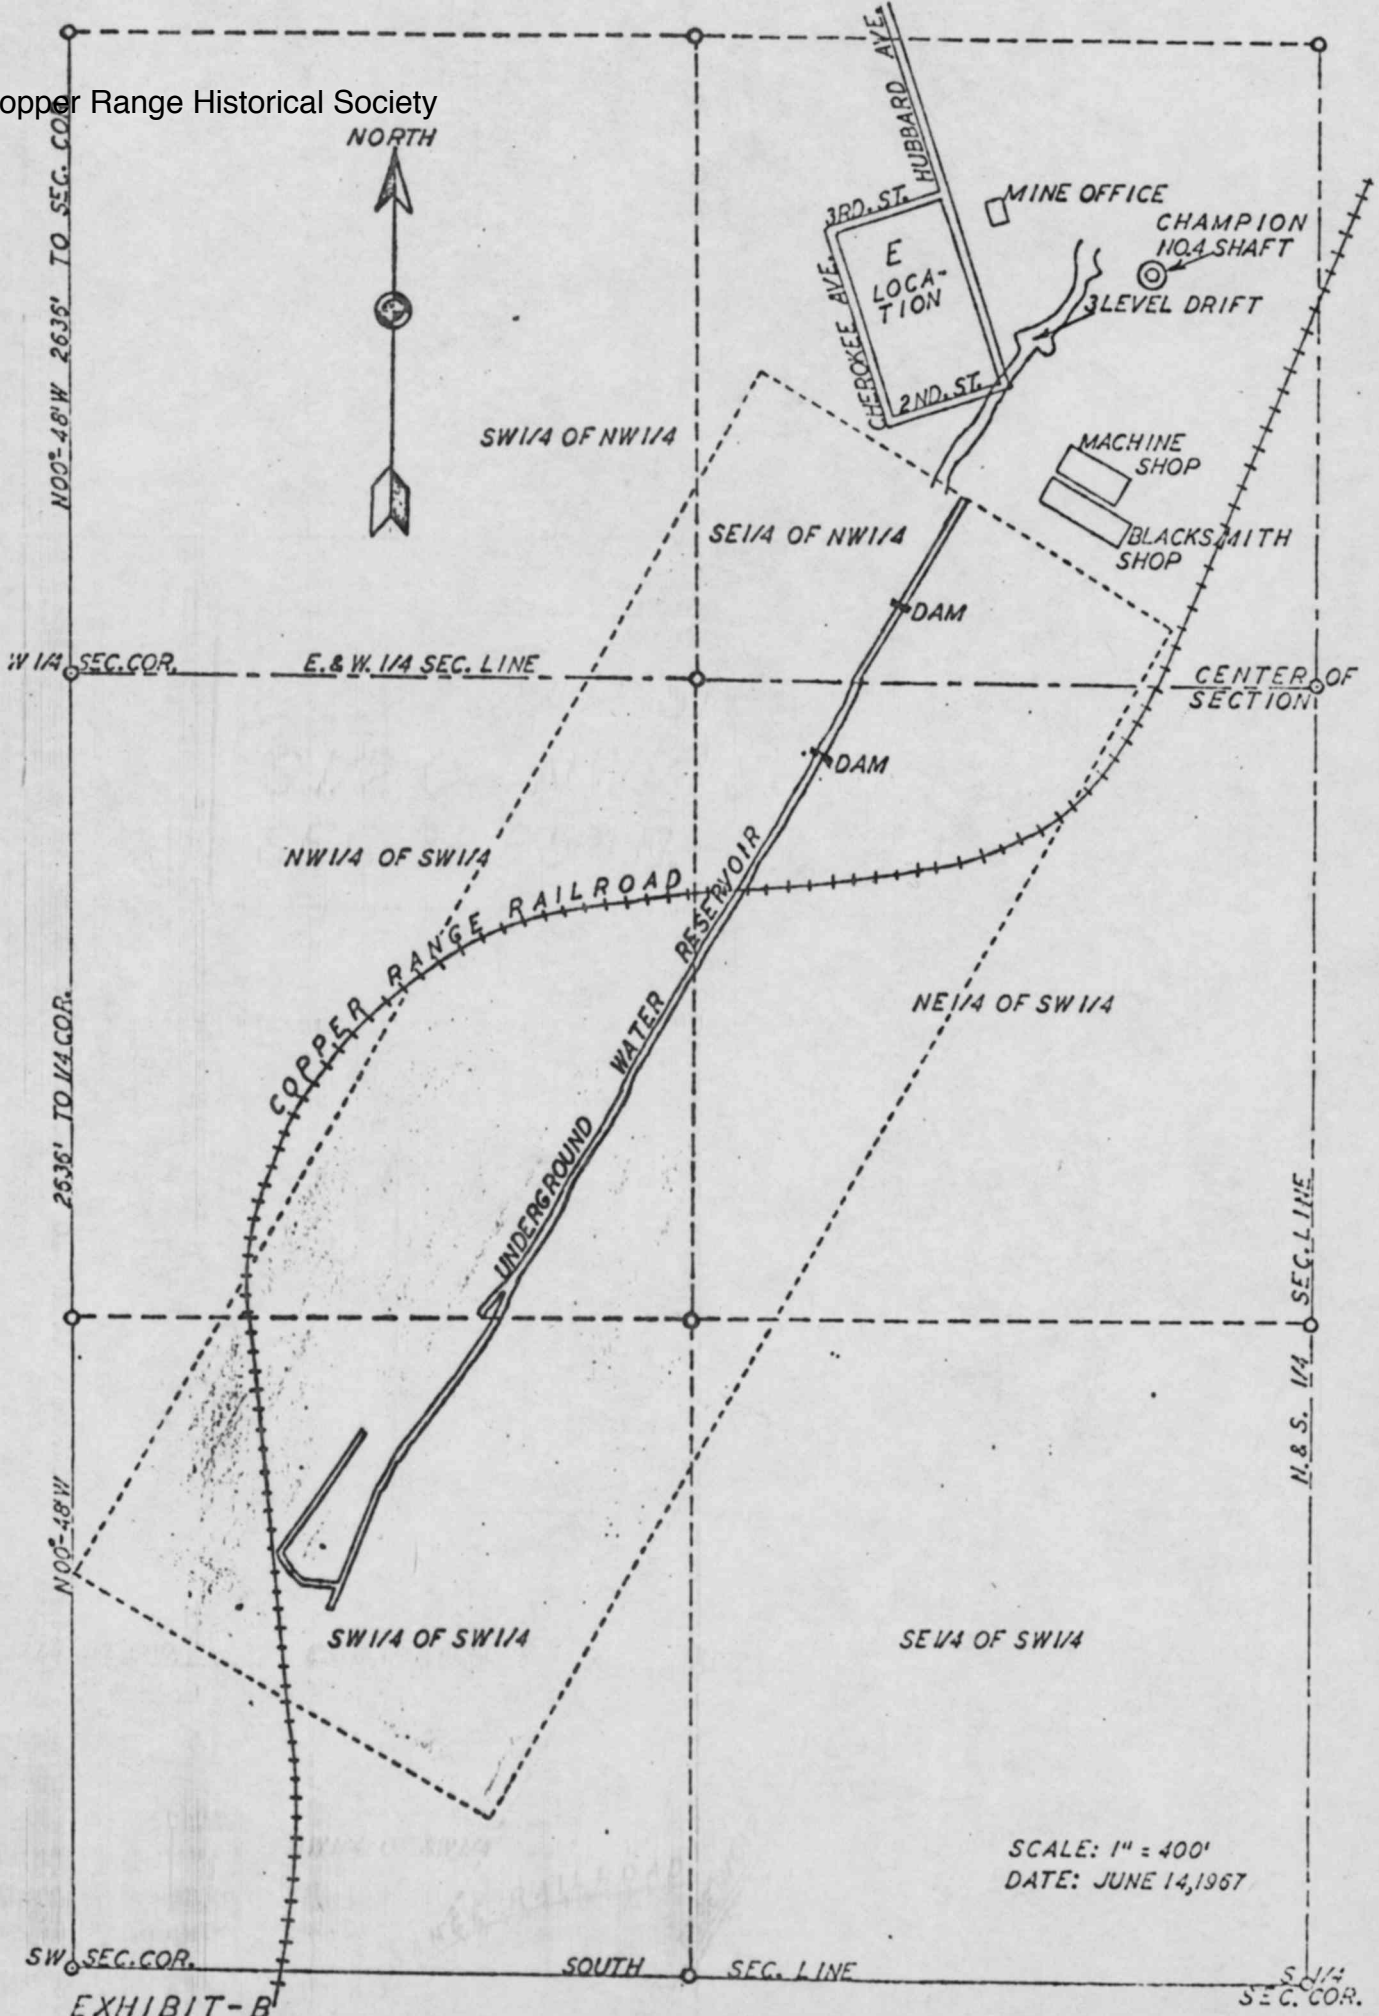 opper Range Historical Society
HUBBARD AVE.
N00°-48'W 2636' TO SEC. COR.
NORTH
3RD. ST.
MINE OFFICE
CHAMPION
NO.4 SHAFT
E
LOCA-
TION
CHEROKEE AVE.
3 LEVEL DRIFT
2ND. ST.
SW1/4 OF NW1/4
MACHINE
SHOP
SE1/4 OF NW1/4
BLACKSMITH
SHOP
DAM
W 1/4 SEC. COR.
E. & W. 1/4 SEC. LINE
CENTER OF
SECTION
DAM
NW1/4 OF SW1/4
COPPER RANGE RAILROAD
UNDERGROUND WATER RESERVOIR
NE1/4 OF SW1/4
N00°-48'W 2636' TO 1/4 COR.
N. & S. 1/4 SEC. LINE
SW1/4 OF SW1/4
SE1/4 OF SW1/4
SCALE: 1" = 400'
DATE: JUNE 14, 1967
SW SEC. COR.
SOUTH SEC. LINE
S 1/4
SEC. COR.
EXHIBIT-B